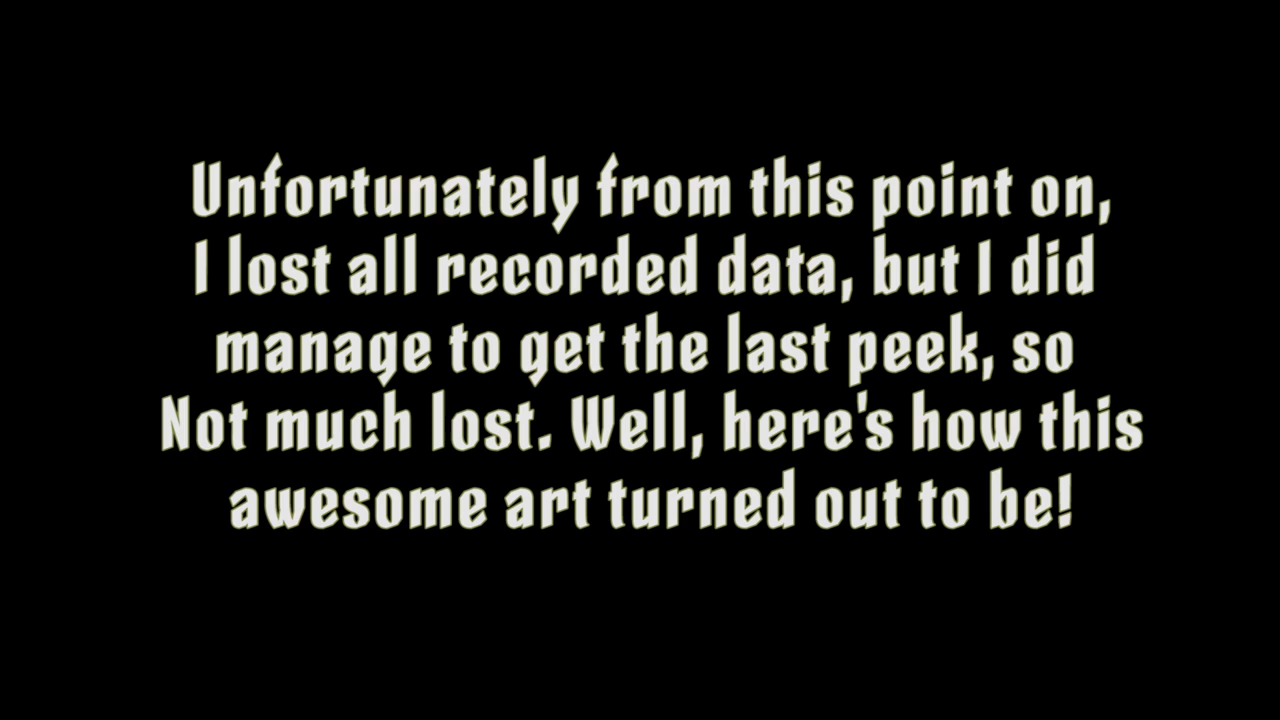 Unfortunately from this point on,
I lost all recorded data, but I did
manage to get the last peek, so
Not much lost. Well, here's how this
awesome art turned out to be!